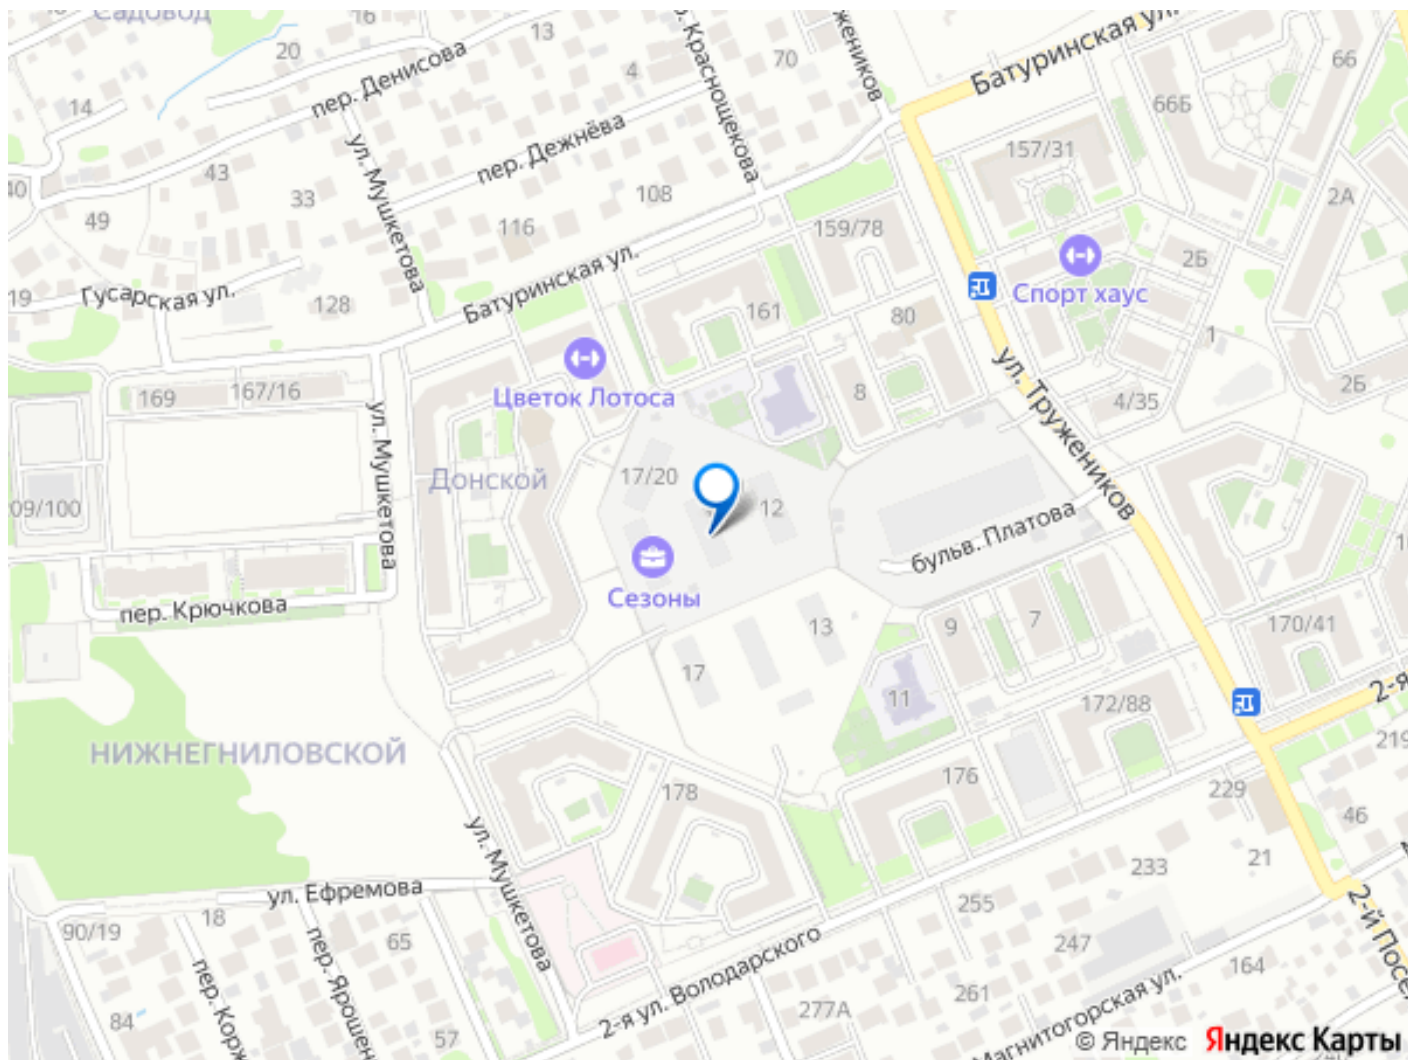 Садовод
16
20
13
пер. Денисова
14
4
70
пер. Краснощекова
Тружеников
Батуринская ул.
66
66Б
157/31
2А
пер. Дежнёва
ул. Мушкетова
40
43
33
49
108
116
159/78
2Б
Спорт хаус
19
Гусарская ул.
128
Батуринская ул.
161
80
1
ул. Тружеников
2Б
169
167/16
Цветок Лотоса
8
4/35
ул. Мушкетова
Донской
17/20
12
09/100
бульв. Платова
Сезоны
пер. Крючкова
13
9
7
170/41
17
11
172/88
2-я
НИЖНЕГНИЛОВСКОЙ
219
178
176
229
46
ул. Мушкетова
233
21
ул. Ефремова
2-й Посел
18
90/19
65
255
247
пер. Ярошен
пер. Корж
2-я ул. Володарского
164
261
277А
Магнитогорская ул.
84
57
© Яндекс Яндекс Карты